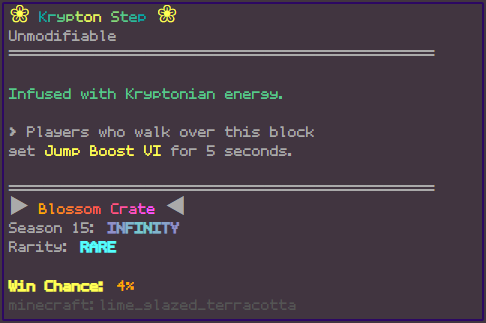 ❀ Krypton Step ❀
Unmodifiable
Infused with Kryptonian energy.
> Players who walk over this block
set Jump Boost VI for 5 seconds.
▶ Blossom Crate ◀
Season 15: INFINITY
Rarity: RARE
Win Chance: 4%
minecraft:lime_glazed_terracotta